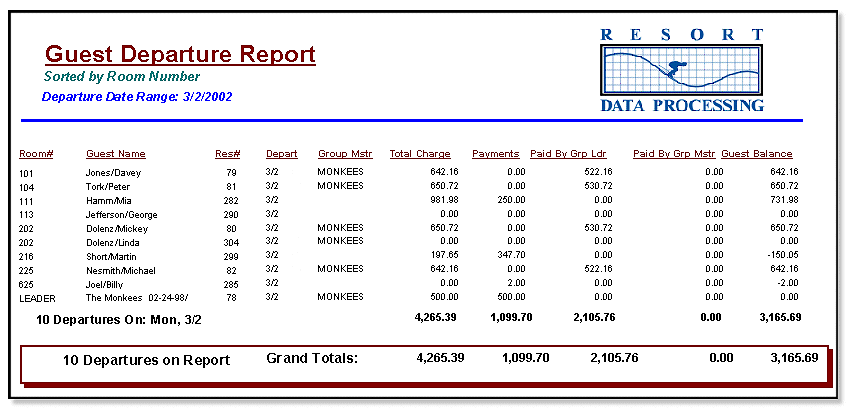 Guest Departure Report
RESORT
Sorted by Room Number
Departure Date Range: 3/2/2002
DATA PROCESSING
Room# Guest Name Res# Depart Group Mstr Total Charge Payments Paid By Grp Ldr Paid By Grp Mstr Guest Balance
101 Jones/Davey 79 3/2 MONKEES 642.16 0.00 522.16 0.00 642.16
104 Tork/Peter 81 3/2 MONKEES 650.72 0.00 530.72 0.00 650.72
111 Hamm/Mia 282 3/2 981.98 250.00 0.00 0.00 731.98
113 Jefferson/George 290 3/2 0.00 0.00 0.00 0.00 0.00
202 Dolenz/Mickey 80 3/2 MONKEES 650.72 0.00 530.72 0.00 650.72
202 Dolenz/Linda 304 3/2 MONKEES 0.00 0.00 0.00 0.00 0.00
216 Short/Martin 299 3/2 197.65 347.70 0.00 0.00 -150.05
225 Nesmith/Michael 82 3/2 MONKEES 642.16 0.00 522.16 0.00 642.16
625 Joel/Billy 285 3/2 0.00 2.00 0.00 0.00 -2.00
LEADER The Monkees 02-24-98/ 78 3/2 MONKEES 500.00 500.00 0.00 0.00 0.00
10 Departures On: Mon, 3/2 4,265.39 1,099.70 2,105.76 0.00 3,165.69
10 Departures on Report Grand Totals: 4,265.39 1,099.70 2,105.76 0.00 3,165.69